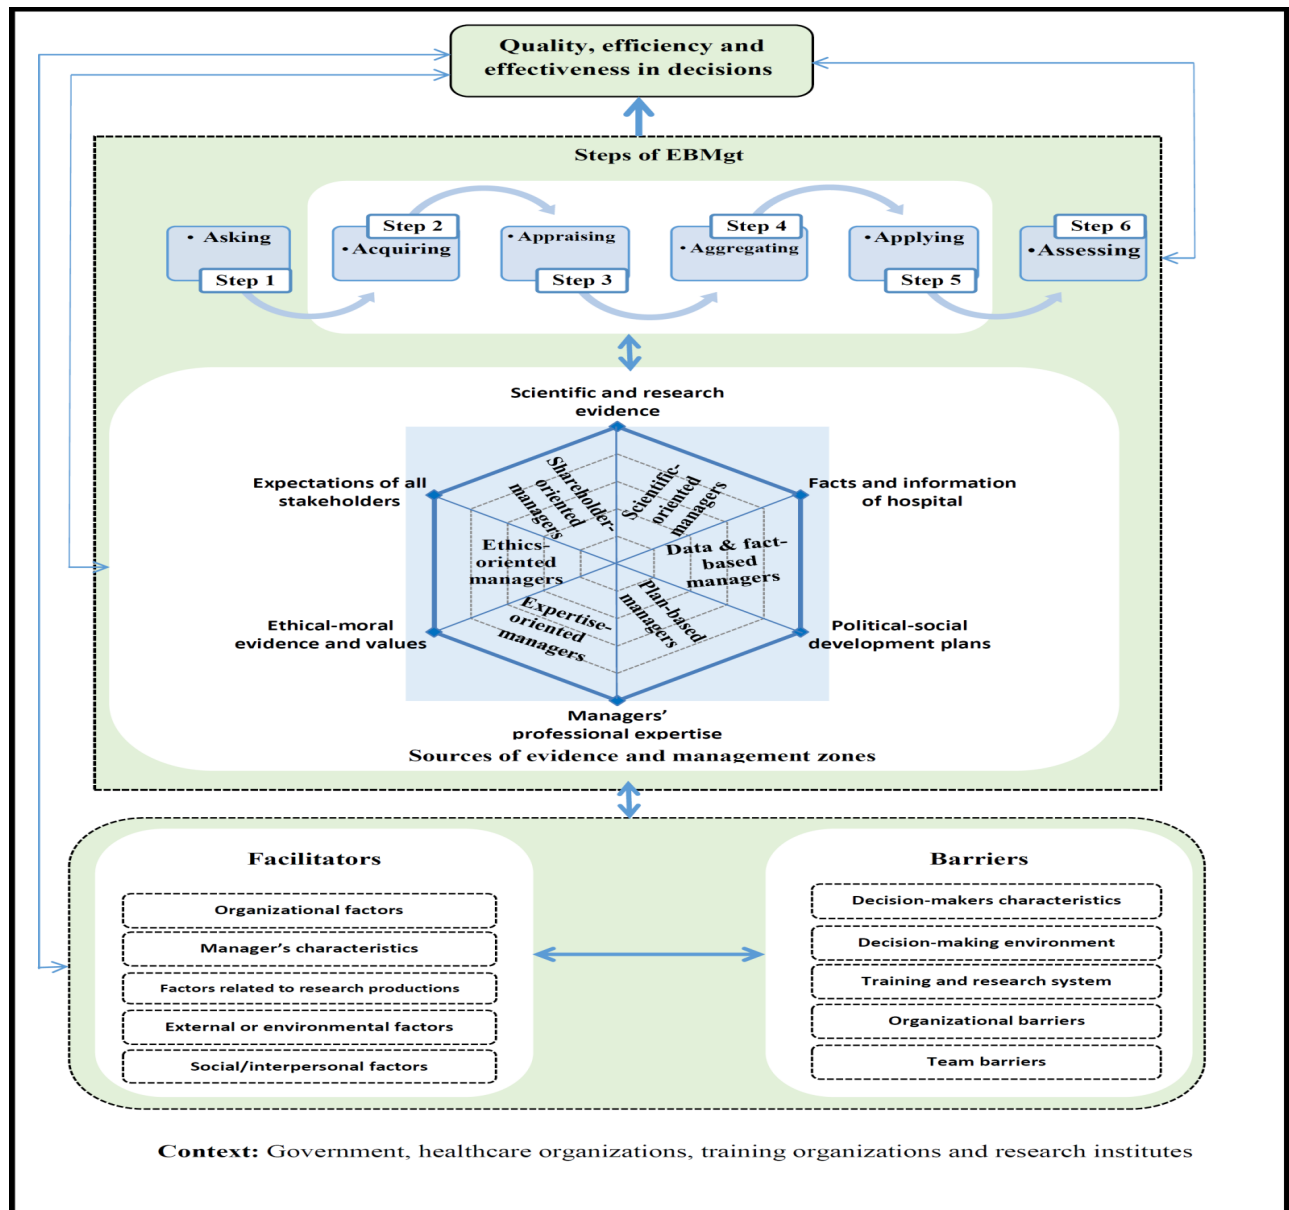 Quality, efficiency and
effectiveness in decisions
Steps of EBMgt
• Asking
Step 1
Step 2
• Acquiring
• Appraising
Step 3
Step 4
• Aggregating
• Applying
Step 5
Step 6
• Assessing
Scientific and research
evidence
Expectations of all
stakeholders
Facts and information
of hospital
Shareholder-
oriented
managers
Scientific-
oriented
managers
Ethics-
oriented
managers
Data & fact-
based
managers
Expertise-
oriented
managers
Plan-based
managers
Ethical-moral
evidence and values
Political-social
development plans
Managers’
professional expertise
Sources of evidence and management zones
Facilitators
Organizational factors
Manager’s characteristics
Factors related to research productions
External or environmental factors
Social/interpersonal factors
Barriers
Decision-makers characteristics
Decision-making environment
Training and research system
Organizational barriers
Team barriers
Context: Government, healthcare organizations, training organizations and research institutes